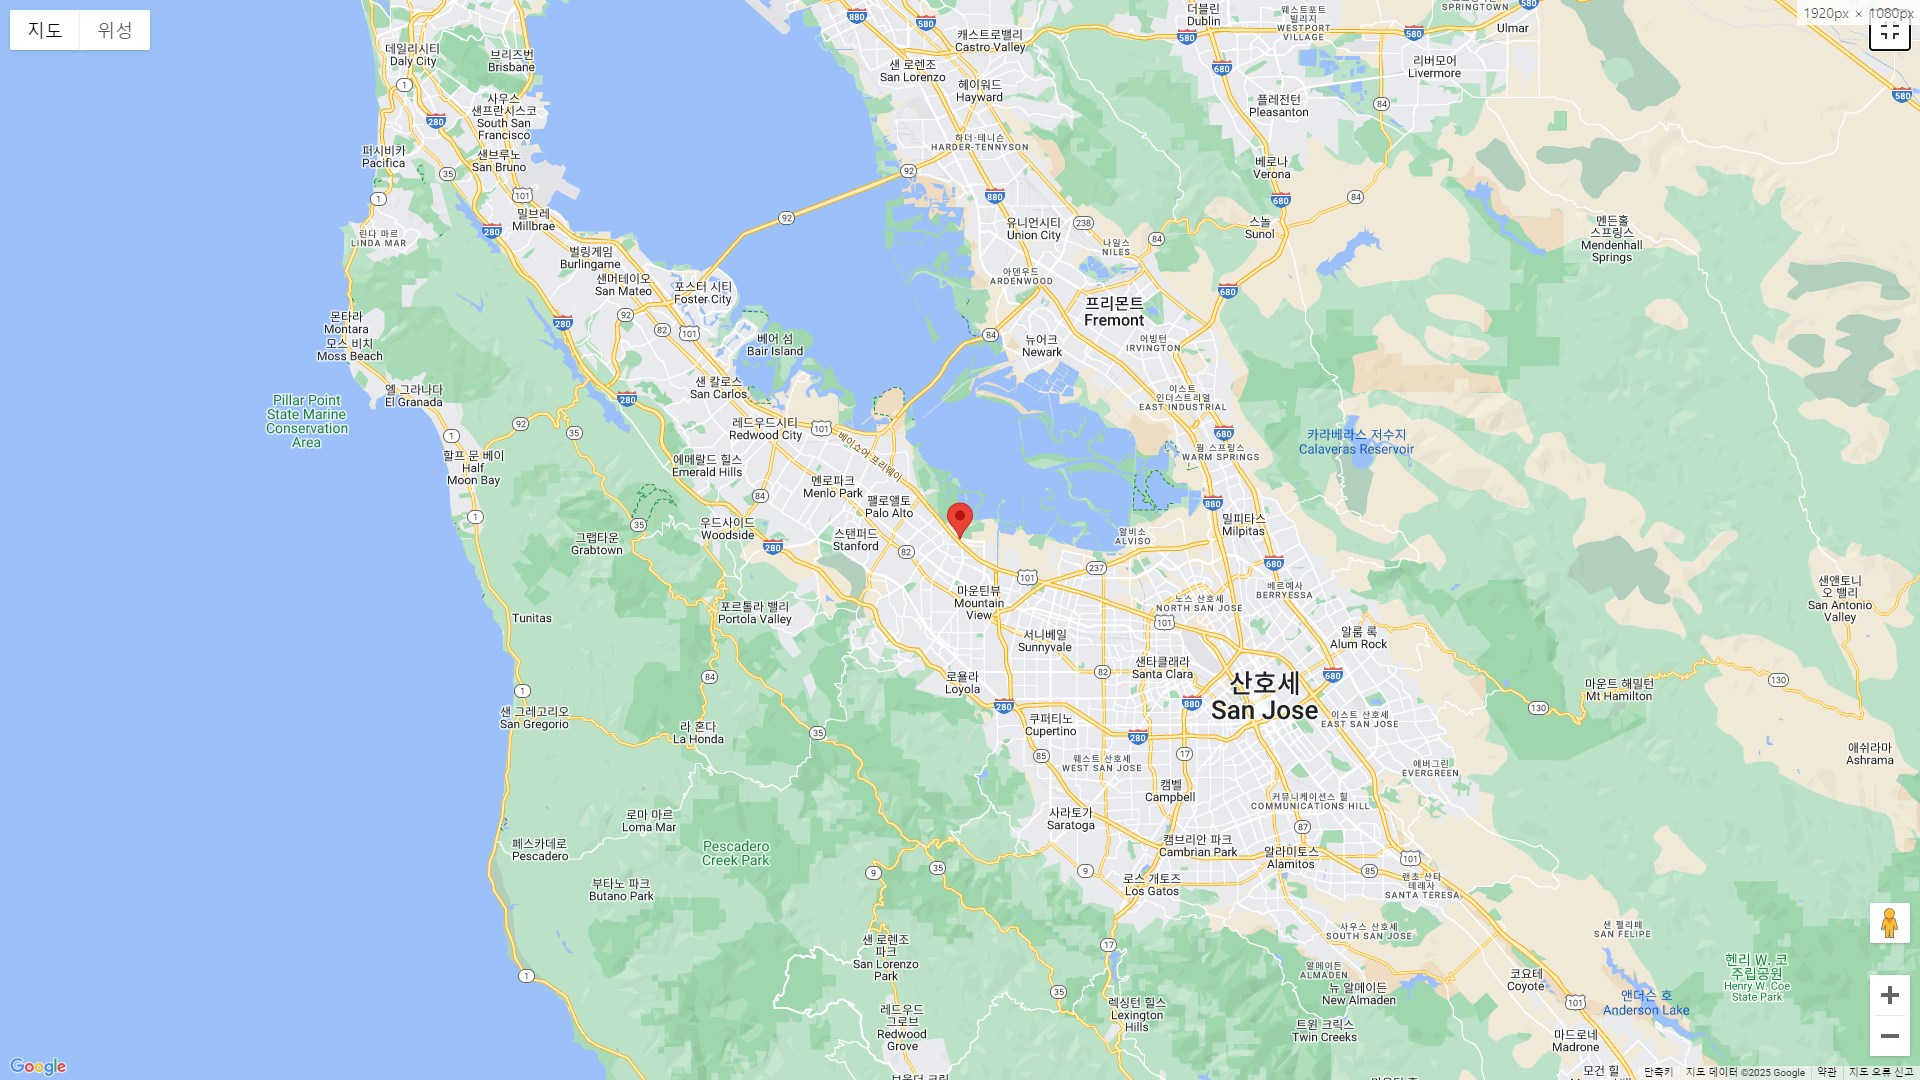 지도
위성
1920px × 1080px
데일리시티
Daly City
브리즈번
Brisbane
사우스
샌프란시스코
South San
Francisco
퍼시비카
Pacifica
샌브루노
San Bruno
밀브레
Millbrae
린다 마르
LINDA MAR
벌링게임
Burlingame
샌머테이오
San Mateo
포스터 시티
Foster City
몬타라
Montara
모스 비치
Moss Beach
엘 그라나다
El Granada
Pillar Point
State Marine
Conservation
Area
할프 문 베이
Half
Moon Bay
베어 섬
Bair Island
샌 칼로스
San Carlos
레드우드시티
Redwood City
베이쇼어 프리웨이
에메랄드 힐스
Emerald Hills
멘로파크
Menlo Park
팰로앨토
Palo Alto
우드사이드
Woodside
스탠퍼드
Stanford
그랩타운
Grabtown
Tunitas
포르톨라 밸리
Portola Valley
마운틴뷰
Mountain
View
서니베일
Sunnyvale
로욜라
Loyola
쿠퍼티노
Cupertino
샌 그레고리오
San Gregorio
라 혼다
La Honda
로마 마르
Loma Mar
페스카데로
Pescadero
Pescadero
Creek Park
부타노 파크
Butano Park
샌 로렌조
파크
San Lorenzo
Park
레드우드
그로브
Redwood
Grove
더블린
Dublin
웨스트포트
빌리지
WESTPORT
VILLAGE
SPRINGTOWN
Ulmar
캐스트로밸리
Castro Valley
샌 로렌조
San Lorenzo
헤이워드
Hayward
하더-테니슨
HARDER-TENNYSON
리버모어
Livermore
플레전턴
Pleasanton
베로나
Verona
스놀
Sunol
유니언시티
Union City
나일스
NILES
아덴우드
ARDENWOOD
프리몬트
Fremont
뉴어크
Newark
어빙턴
IRVINGTON
이스트
인더스트리얼
EAST INDUSTRIAL
웜 스프링스
WARM SPRINGS
멘드홀
스프링스
Mendenhall
Springs
카라베라스 저수지
Calaveras Reservoir
밀피타스
Milpitas
알비소
ALVISO
베르예사
BERRYESSA
노스 산호세
NORTH SAN JOSE
알룸 록
Alum Rock
샌타클래라
Santa Clara
산호세
San Jose
이스트 산호세
EAST SAN JOSE
샌앤토니
오 밸리
San Antonio
Valley
마운트 해밀턴
Mt Hamilton
애쉬라마
Ashrama
웨스트 산호세
WEST SAN JOSE
에버그린
EVERGREEN
캠벨
Campbell
커뮤니케이션스 힐
COMMUNICATIONS HILL
사라토가
Saratoga
캠브리안 파크
Cambrian Park
알라미토스
Alamitos
로스 개토즈
Los Gatos
랜초 산타
테레사
SANTA TERESA
사우스 산호세
SOUTH SAN JOSE
샌 펠리페
SAN FELIPE
알메이든
ALMADEN
뉴 알메이든
New Almaden
코요테
Coyote
헨리 W. 코
주립공원
Henry W. Coe
State Park
앤더슨 호
Anderson Lake
렉싱턴 힐스
Lexington
Hills
트윈 크릭스
Twin Creeks
마드로네
Madrone
모건 힐
Google
단축키
지도 데이터 ©2025 Google
약관
지도 오류 신고